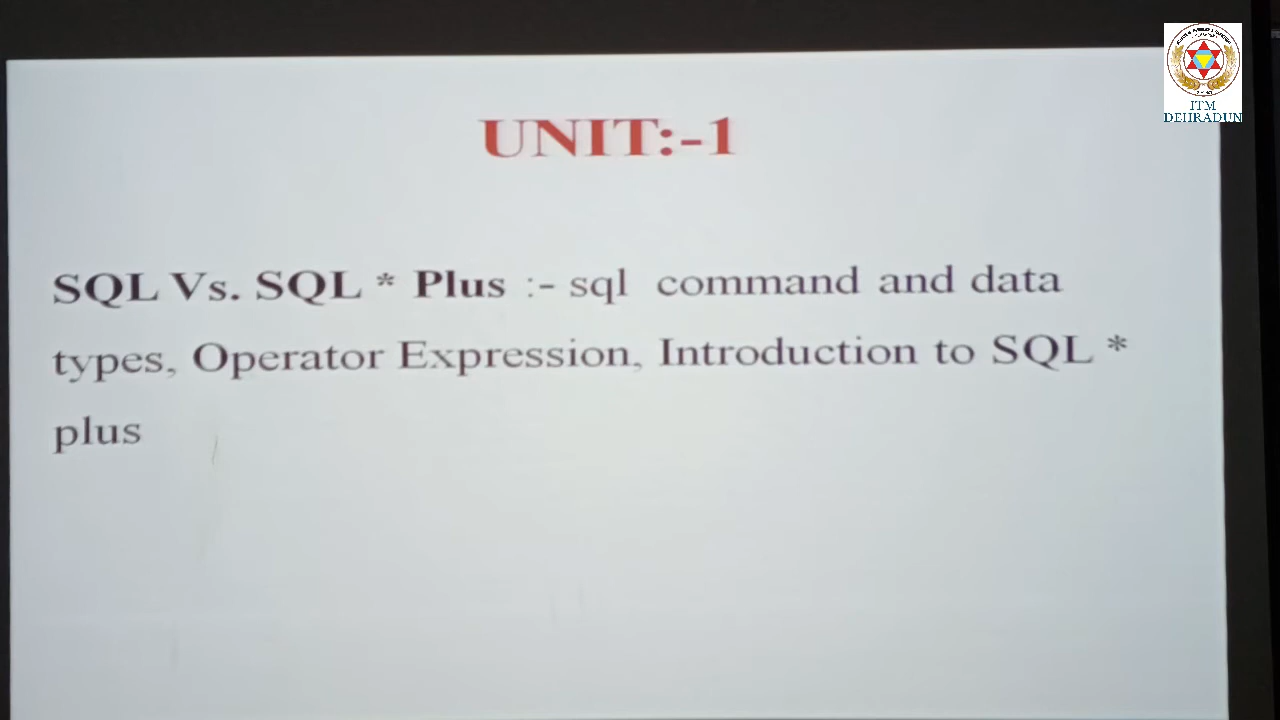 UNIT:-1
SQL Vs. SQL * Plus :- sql command and data
types, Operator Expression, Introduction to SQL *
plus
ITM
DEHRADUN